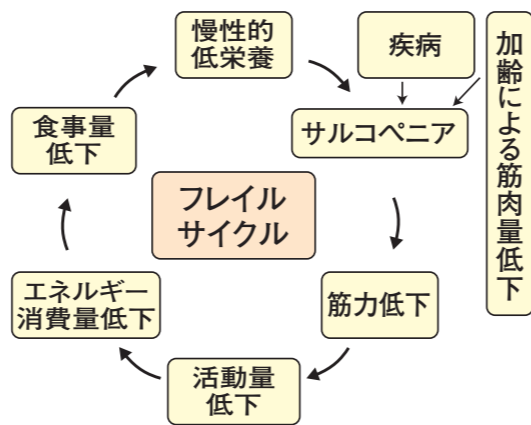 慢性的
低栄養
疾病
加齢による筋肉量低下
食事量
低下
サルコペニア
フレイル
サイクル
エネルギー
消費量低下
筋力低下
活動量
低下